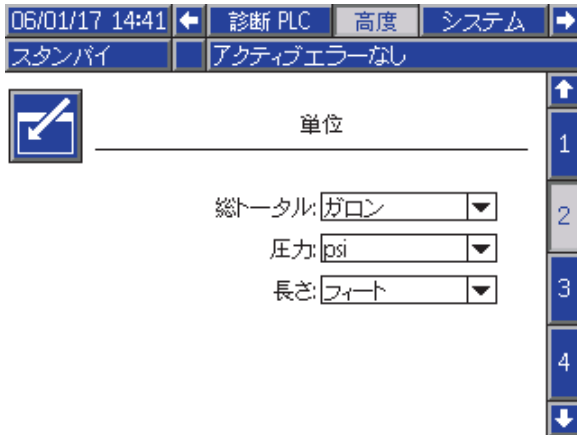 06/01/17 14:41 診断 PLC 高度 システム
スタンバイ アクティブエラーなし
単位
1
総トータル: ガロン
2
圧力: psi
長さ: フィート
3
4